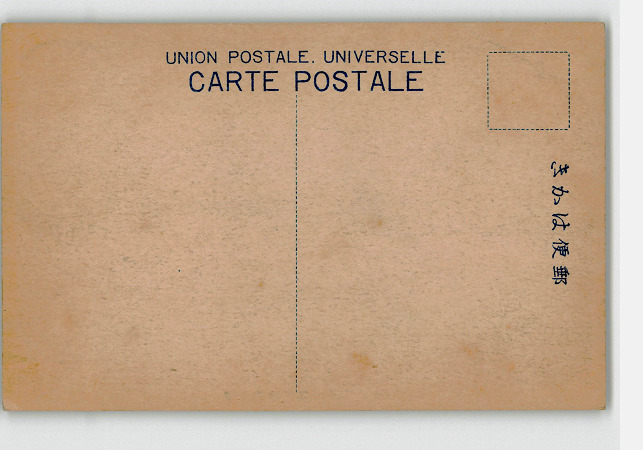 UNION POSTALE. UNIVERSELLE
CARTE POSTALE
きかは便郵